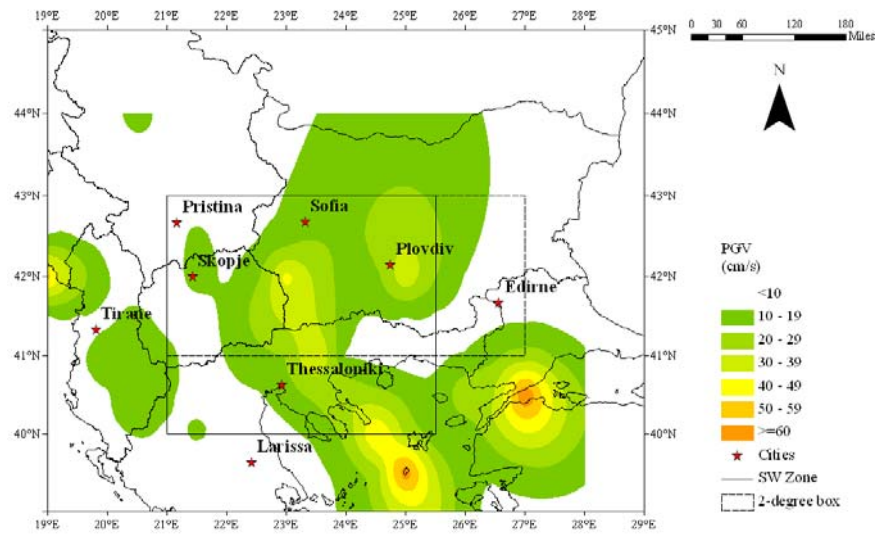 19°E 20°E 21°E 22°E 23°E 24°E 25°E 26°E 27°E 28°E
45°N
44°N 44°N
43°N 43°N
42°N 42°N
41°N 41°N
40°N 40°N
19°E 20°E 21°E 22°E 23°E 24°E 25°E 26°E 27°E 28°E 29°E
Pristina
Sofia
Skopje
Plovdiv
Edirne
Tirane
Thessaloniki
Larissa
0 30 60 120 180
Miles
N
PGV
(cm/s)
<10
10 - 19
20 - 29
30 - 39
40 - 49
50 - 59
>=60
Cities
SW Zone
2-degree box